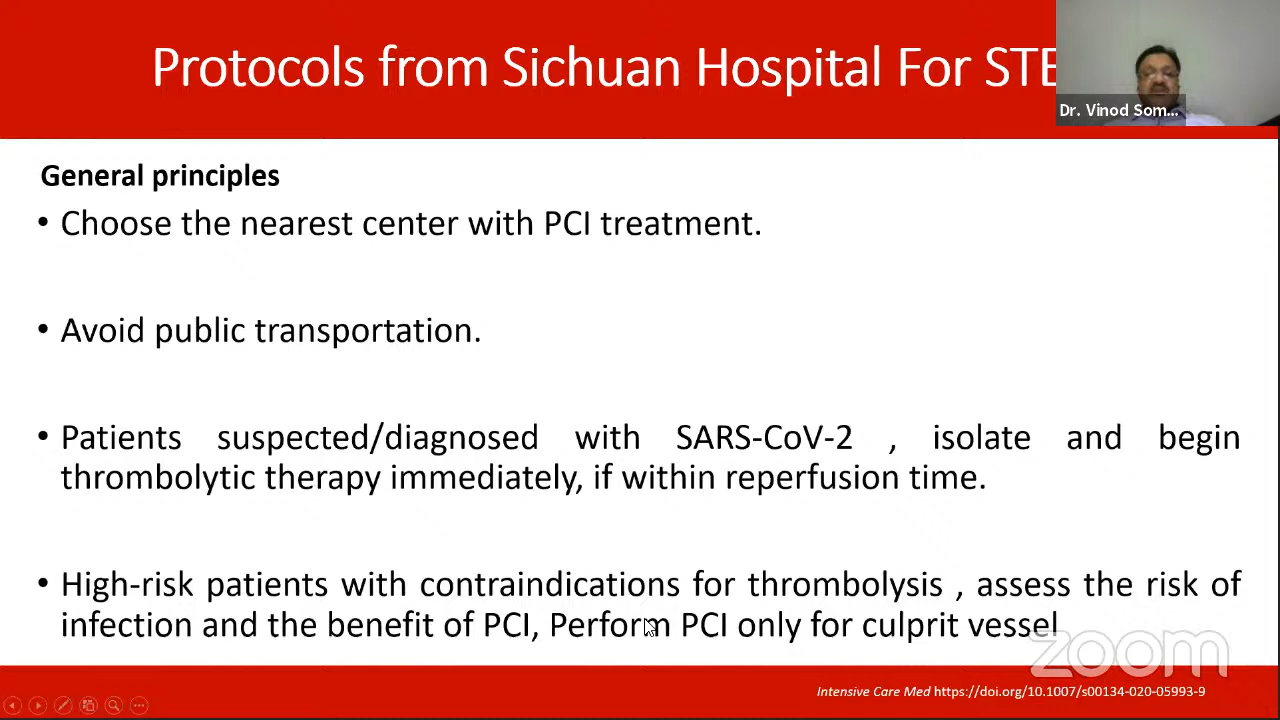 Protocols from Sichuan Hospital For STE
Dr. Vinod Som...
General principles
• Choose the nearest center with PCI treatment.
• Avoid public transportation.
• Patients suspected/diagnosed with SARS-CoV-2 , isolate and begin
thrombolytic therapy immediately, if within reperfusion time.
• High-risk patients with contraindications for thrombolysis , assess the risk of
infection and the benefit of PCI, Perform PCI only for culprit vessel
zoom
Intensive Care Med https://doi.org/10.1007/s00134-020-05993-9